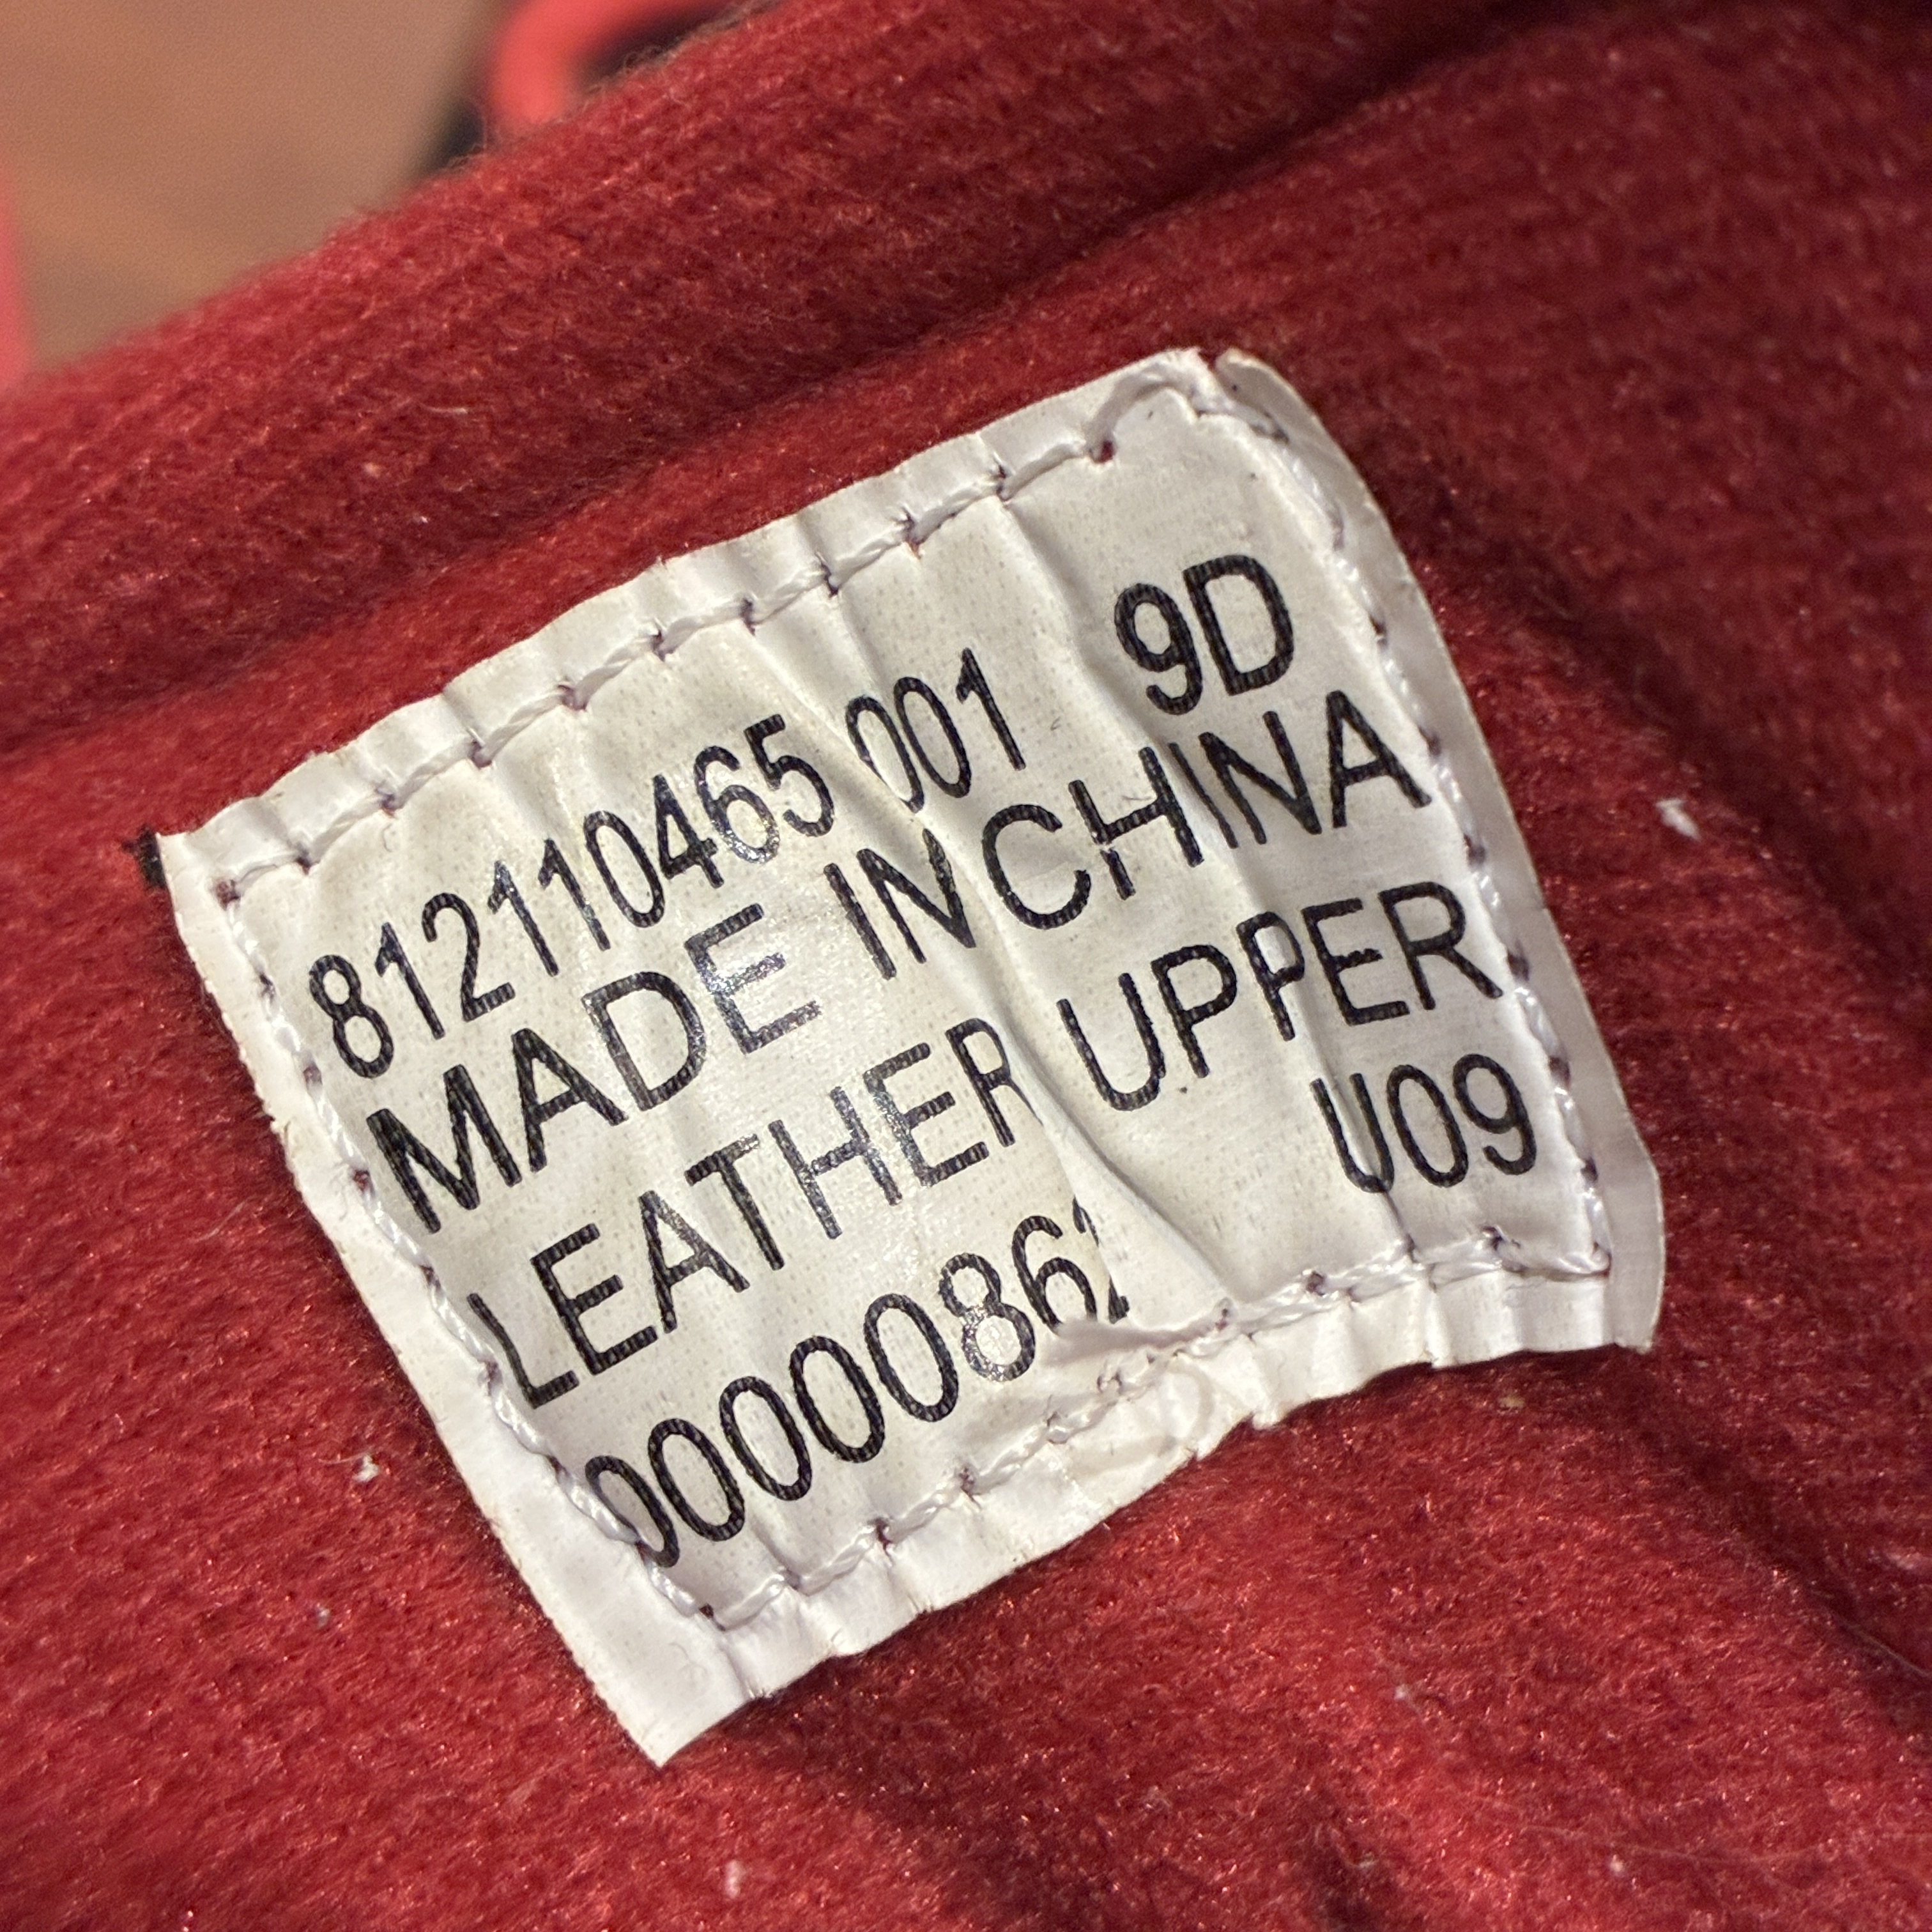 812110465 001 9D
MADE IN CHINA
LEATHER UPPER
U09